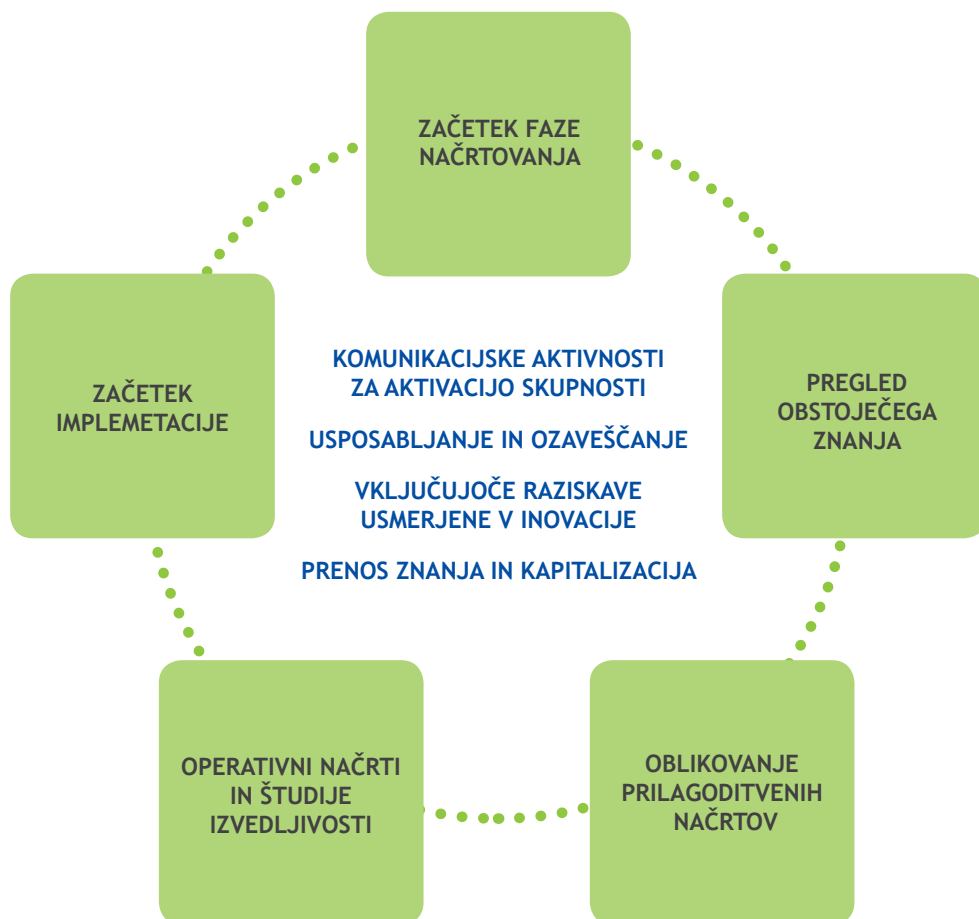 ZAČETEK FAZE
NAČRTOVANJA
KOMUNIKACIJSKE AKTIVNOSTI
ZA AKTIVACIJO SKUPNOSTI
USPOSABLJANJE IN OZAVEŠČANJE
VKLJUČUJOČE RAZISKAVE
USMERJENE V INOVACIJE
PRENOS ZNANJA IN KAPITALIZACIJA
PREGLED
OBSTOJEČEGA
ZNANJA
OBLIKOVANJE
PRILAGODITVENIH
NAČRTOV
OPERATIVNI NAČRTI
IN ŠTUDIJE
IZVEDLJIVOSTI
ZAČETEK
IMPLEMETACIJE